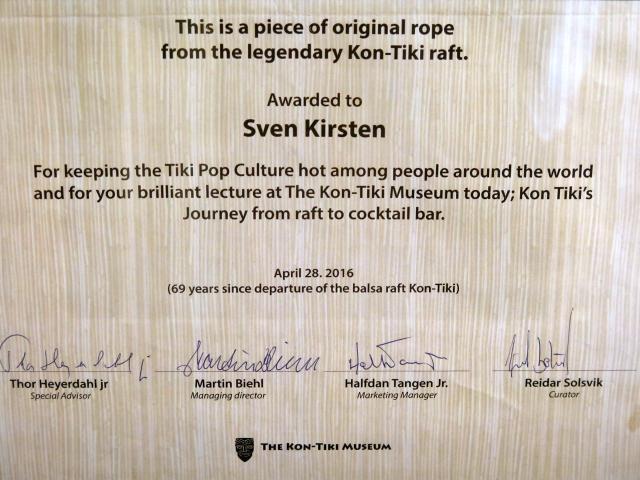 This is a piece of original rope
from the legendary Kon-Tiki raft.
Awarded to
Sven Kirsten
For keeping the Tiki Pop Culture hot among people around the world
and for your brilliant lecture at The Kon-Tiki Museum today; Kon Tiki's
Journey from raft to cocktail bar.
April 28. 2016
(69 years since departure of the balsa raft Kon-Tiki)
Thor Heyerdahl jr
Special Advisor
Martin Biehl
Managing director
Halfdan Tangen Jr.
Marketing Manager
Reidar Solsvik
Curator
THE KON-TIKI MUSEUM